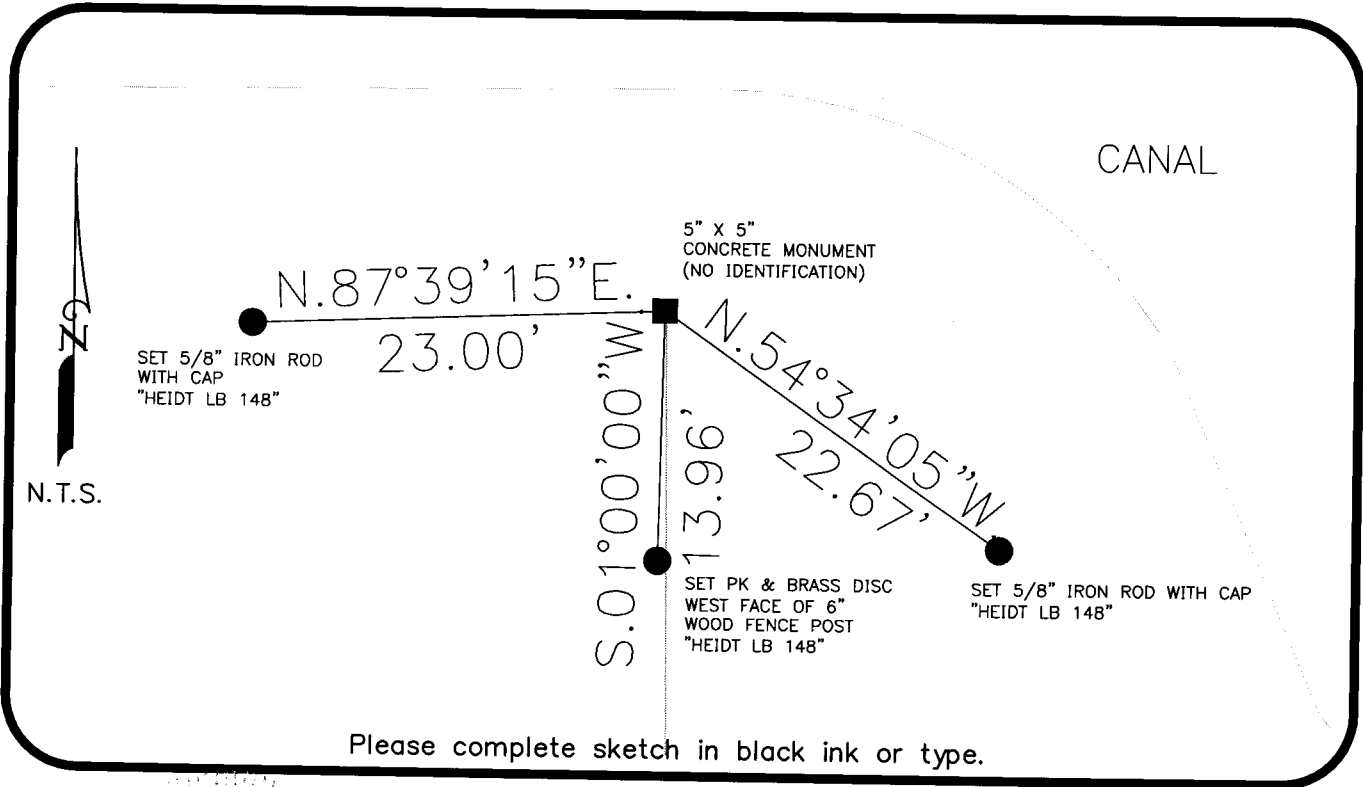 CANAL
5" X 5"
CONCRETE MONUMENT
(NO IDENTIFICATION)
N.87°39'15"E.
23.00'
SET 5/8" IRON ROD
WITH CAP
"HEIDT LB 148"
N
N.T.S.
S.01°00'00"W
13.96'
N.54°34'05"W
22.67'
SET PK & BRASS DISC
WEST FACE OF 6"
WOOD FENCE POST
"HEIDT LB 148"
SET 5/8" IRON ROD WITH CAP
"HEIDT LB 148"
Please complete sketch in black ink or type.